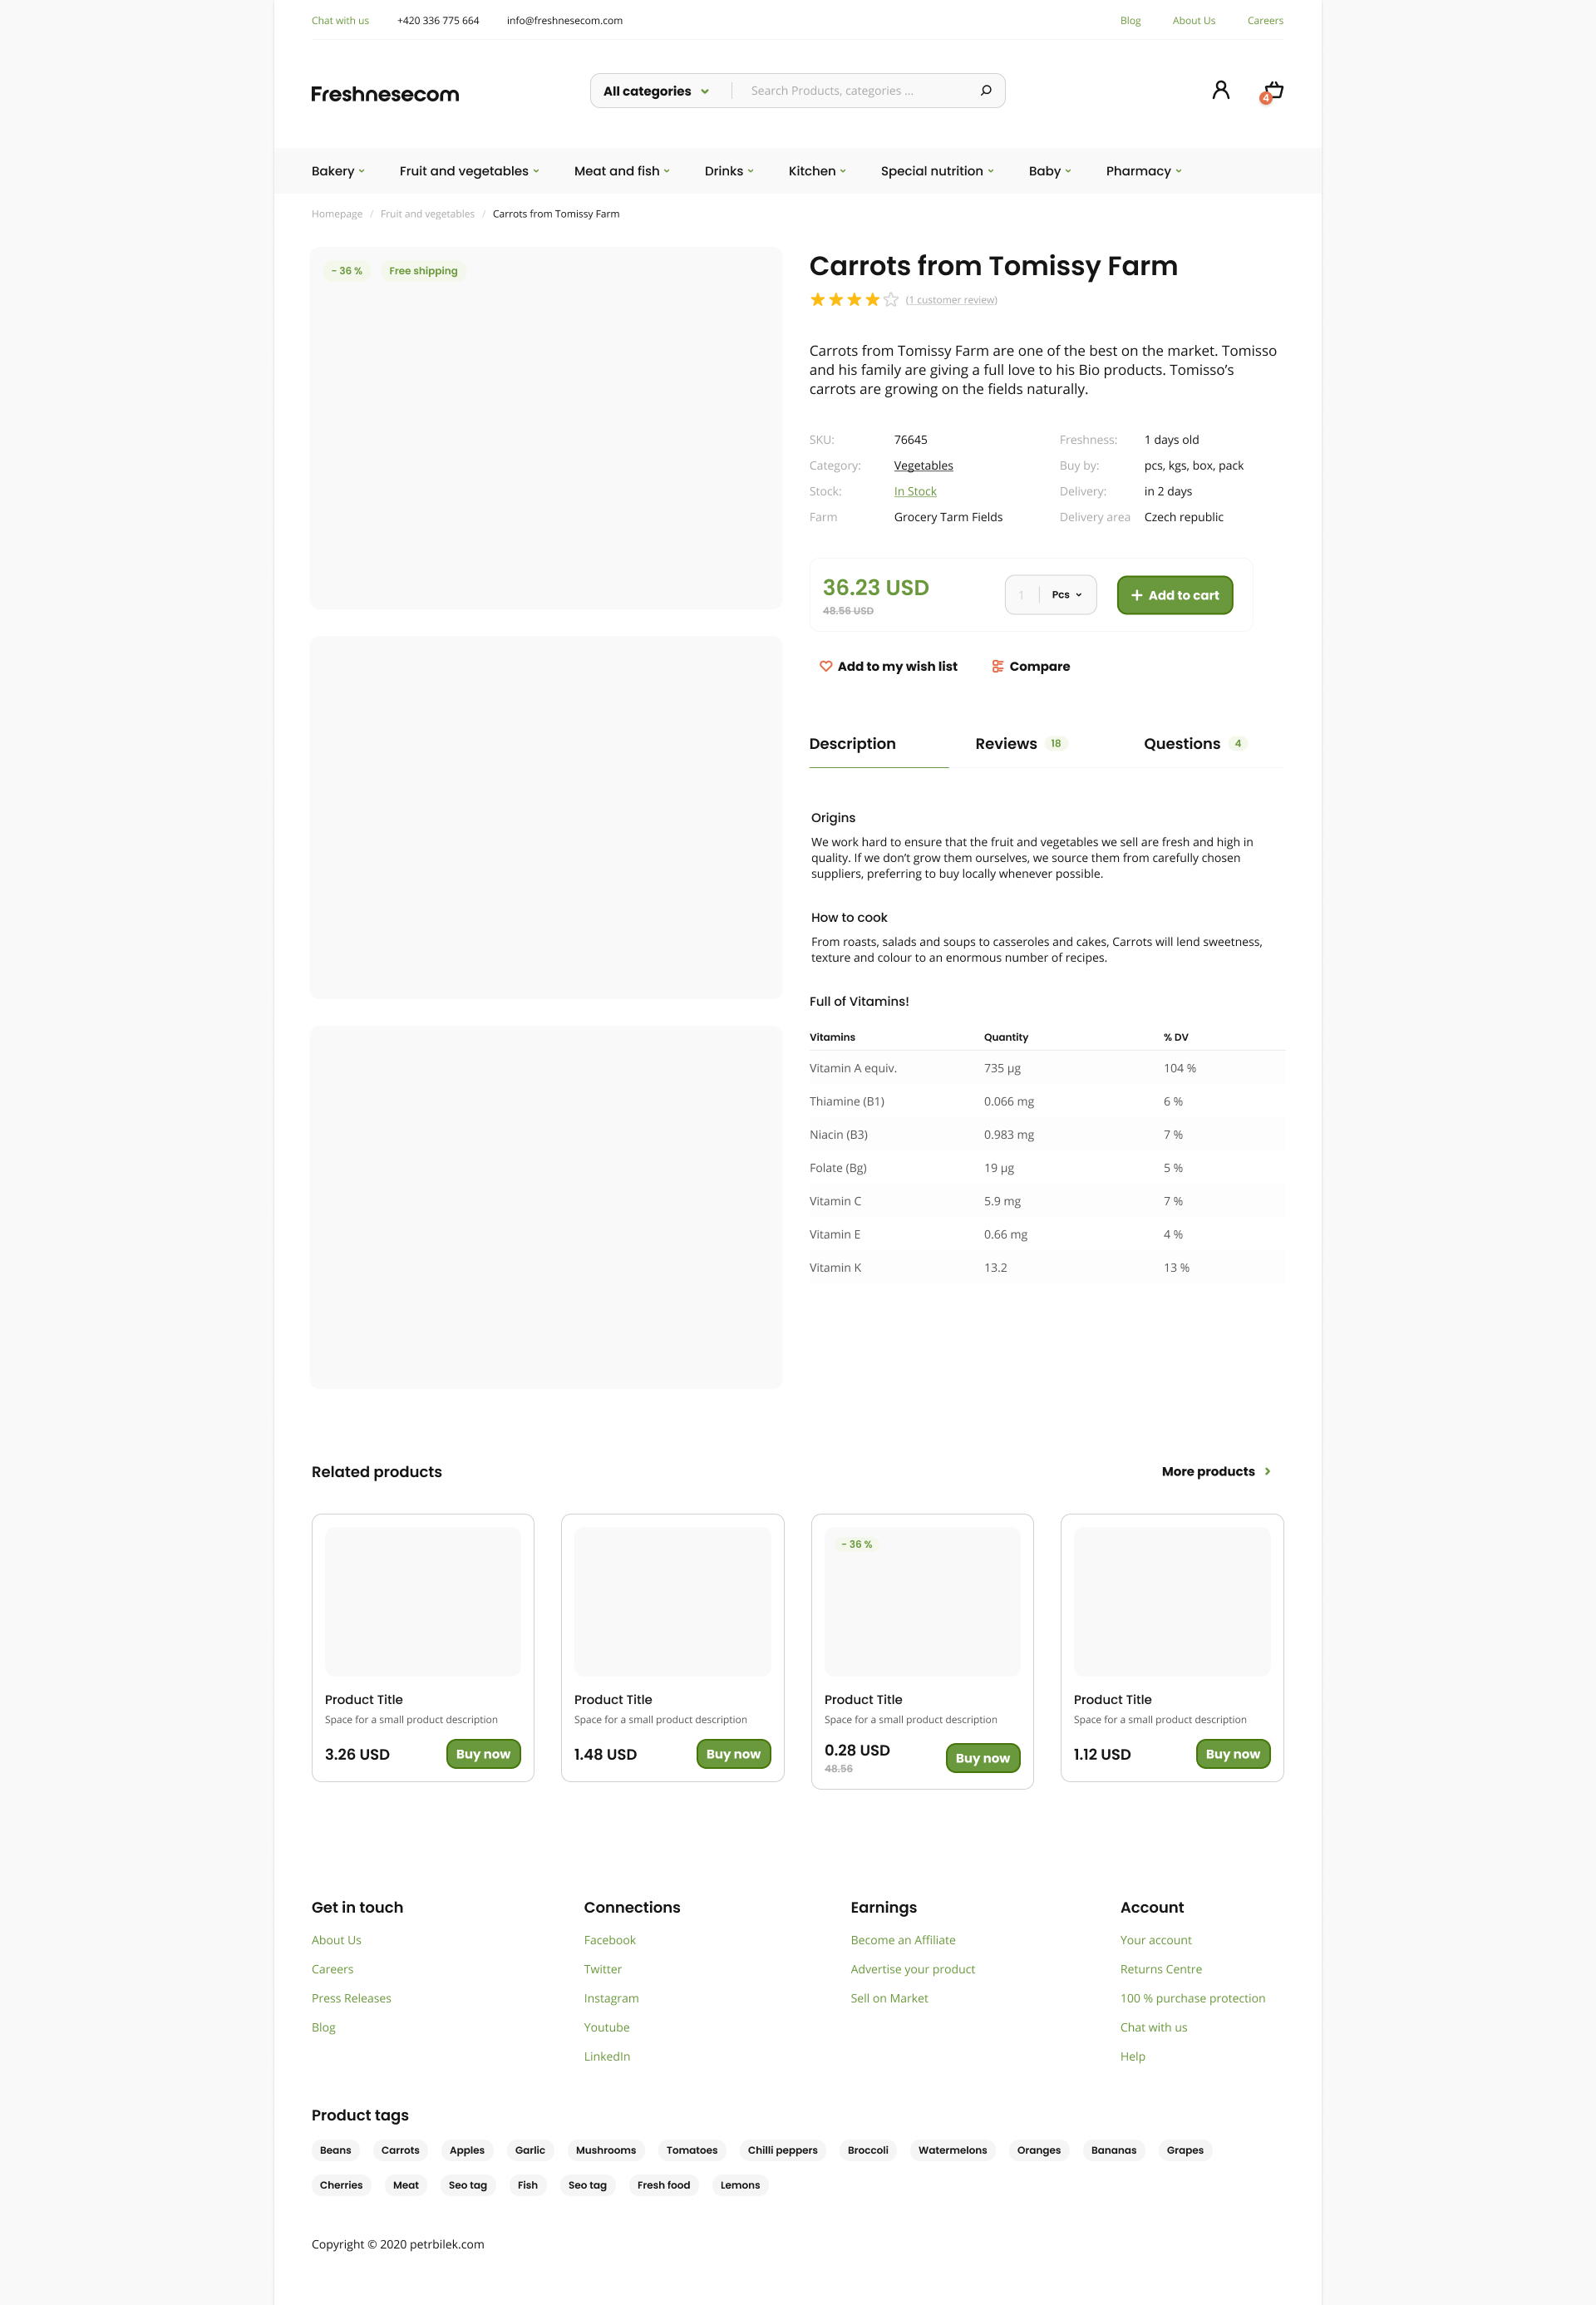 Chat with us +420 336 775 664 info@freshnesecom.com Blog About Us Careers
Freshnesecom
All categories Search Products, categories ...
4
Bakery Fruit and vegetables Meat and fish Drinks Kitchen Special nutrition Baby Pharmacy
Homepage / Fruit and vegetables / Carrots from Tomissy Farm
- 36 % Free shipping
Carrots from Tomissy Farm
(1 customer review)
Carrots from Tomissy Farm are one of the best on the market. Tomisso
and his family are giving a full love to his Bio products. Tomisso’s
carrots are growing on the fields naturally.
SKU: 76645 Freshness: 1 days old
Category: Vegetables Buy by: pcs, kgs, box, pack
Stock: In Stock Delivery: in 2 days
Farm Grocery Tarm Fields Delivery area Czech republic
36.23 USD
48.56 USD
1 Pcs
Add to cart
Add to my wish list Compare
Description Reviews 18 Questions 4
Origins
We work hard to ensure that the fruit and vegetables we sell are fresh and high in
quality. If we don’t grow them ourselves, we source them from carefully chosen
suppliers, preferring to buy locally whenever possible.
How to cook
From roasts, salads and soups to casseroles and cakes, Carrots will lend sweetness,
texture and colour to an enormous number of recipes.
Full of Vitamins!
Vitamins Quantity % DV
Vitamin A equiv. 735 µg 104 %
Thiamine (B1) 0.066 mg 6 %
Niacin (B3) 0.983 mg 7 %
Folate (Bg) 19 µg 5 %
Vitamin C 5.9 mg 7 %
Vitamin E 0.66 mg 4 %
Vitamin K 13.2 13 %
Related products More products
Product Title
Space for a small product description
3.26 USD Buy now
Product Title
Space for a small product description
1.48 USD Buy now
- 36 %
Product Title
Space for a small product description
0.28 USD
48.56
Buy now
Product Title
Space for a small product description
1.12 USD Buy now
Get in touch
About Us
Careers
Press Releases
Blog
Connections
Facebook
Twitter
Instagram
Youtube
LinkedIn
Earnings
Become an Affiliate
Advertise your product
Sell on Market
Account
Your account
Returns Centre
100 % purchase protection
Chat with us
Help
Product tags
Beans Carrots Apples Garlic Mushrooms Tomatoes Chilli peppers Broccoli Watermelons Oranges Bananas Grapes
Cherries Meat Seo tag Fish Seo tag Fresh food Lemons
Copyright © 2020 petrbilek.com